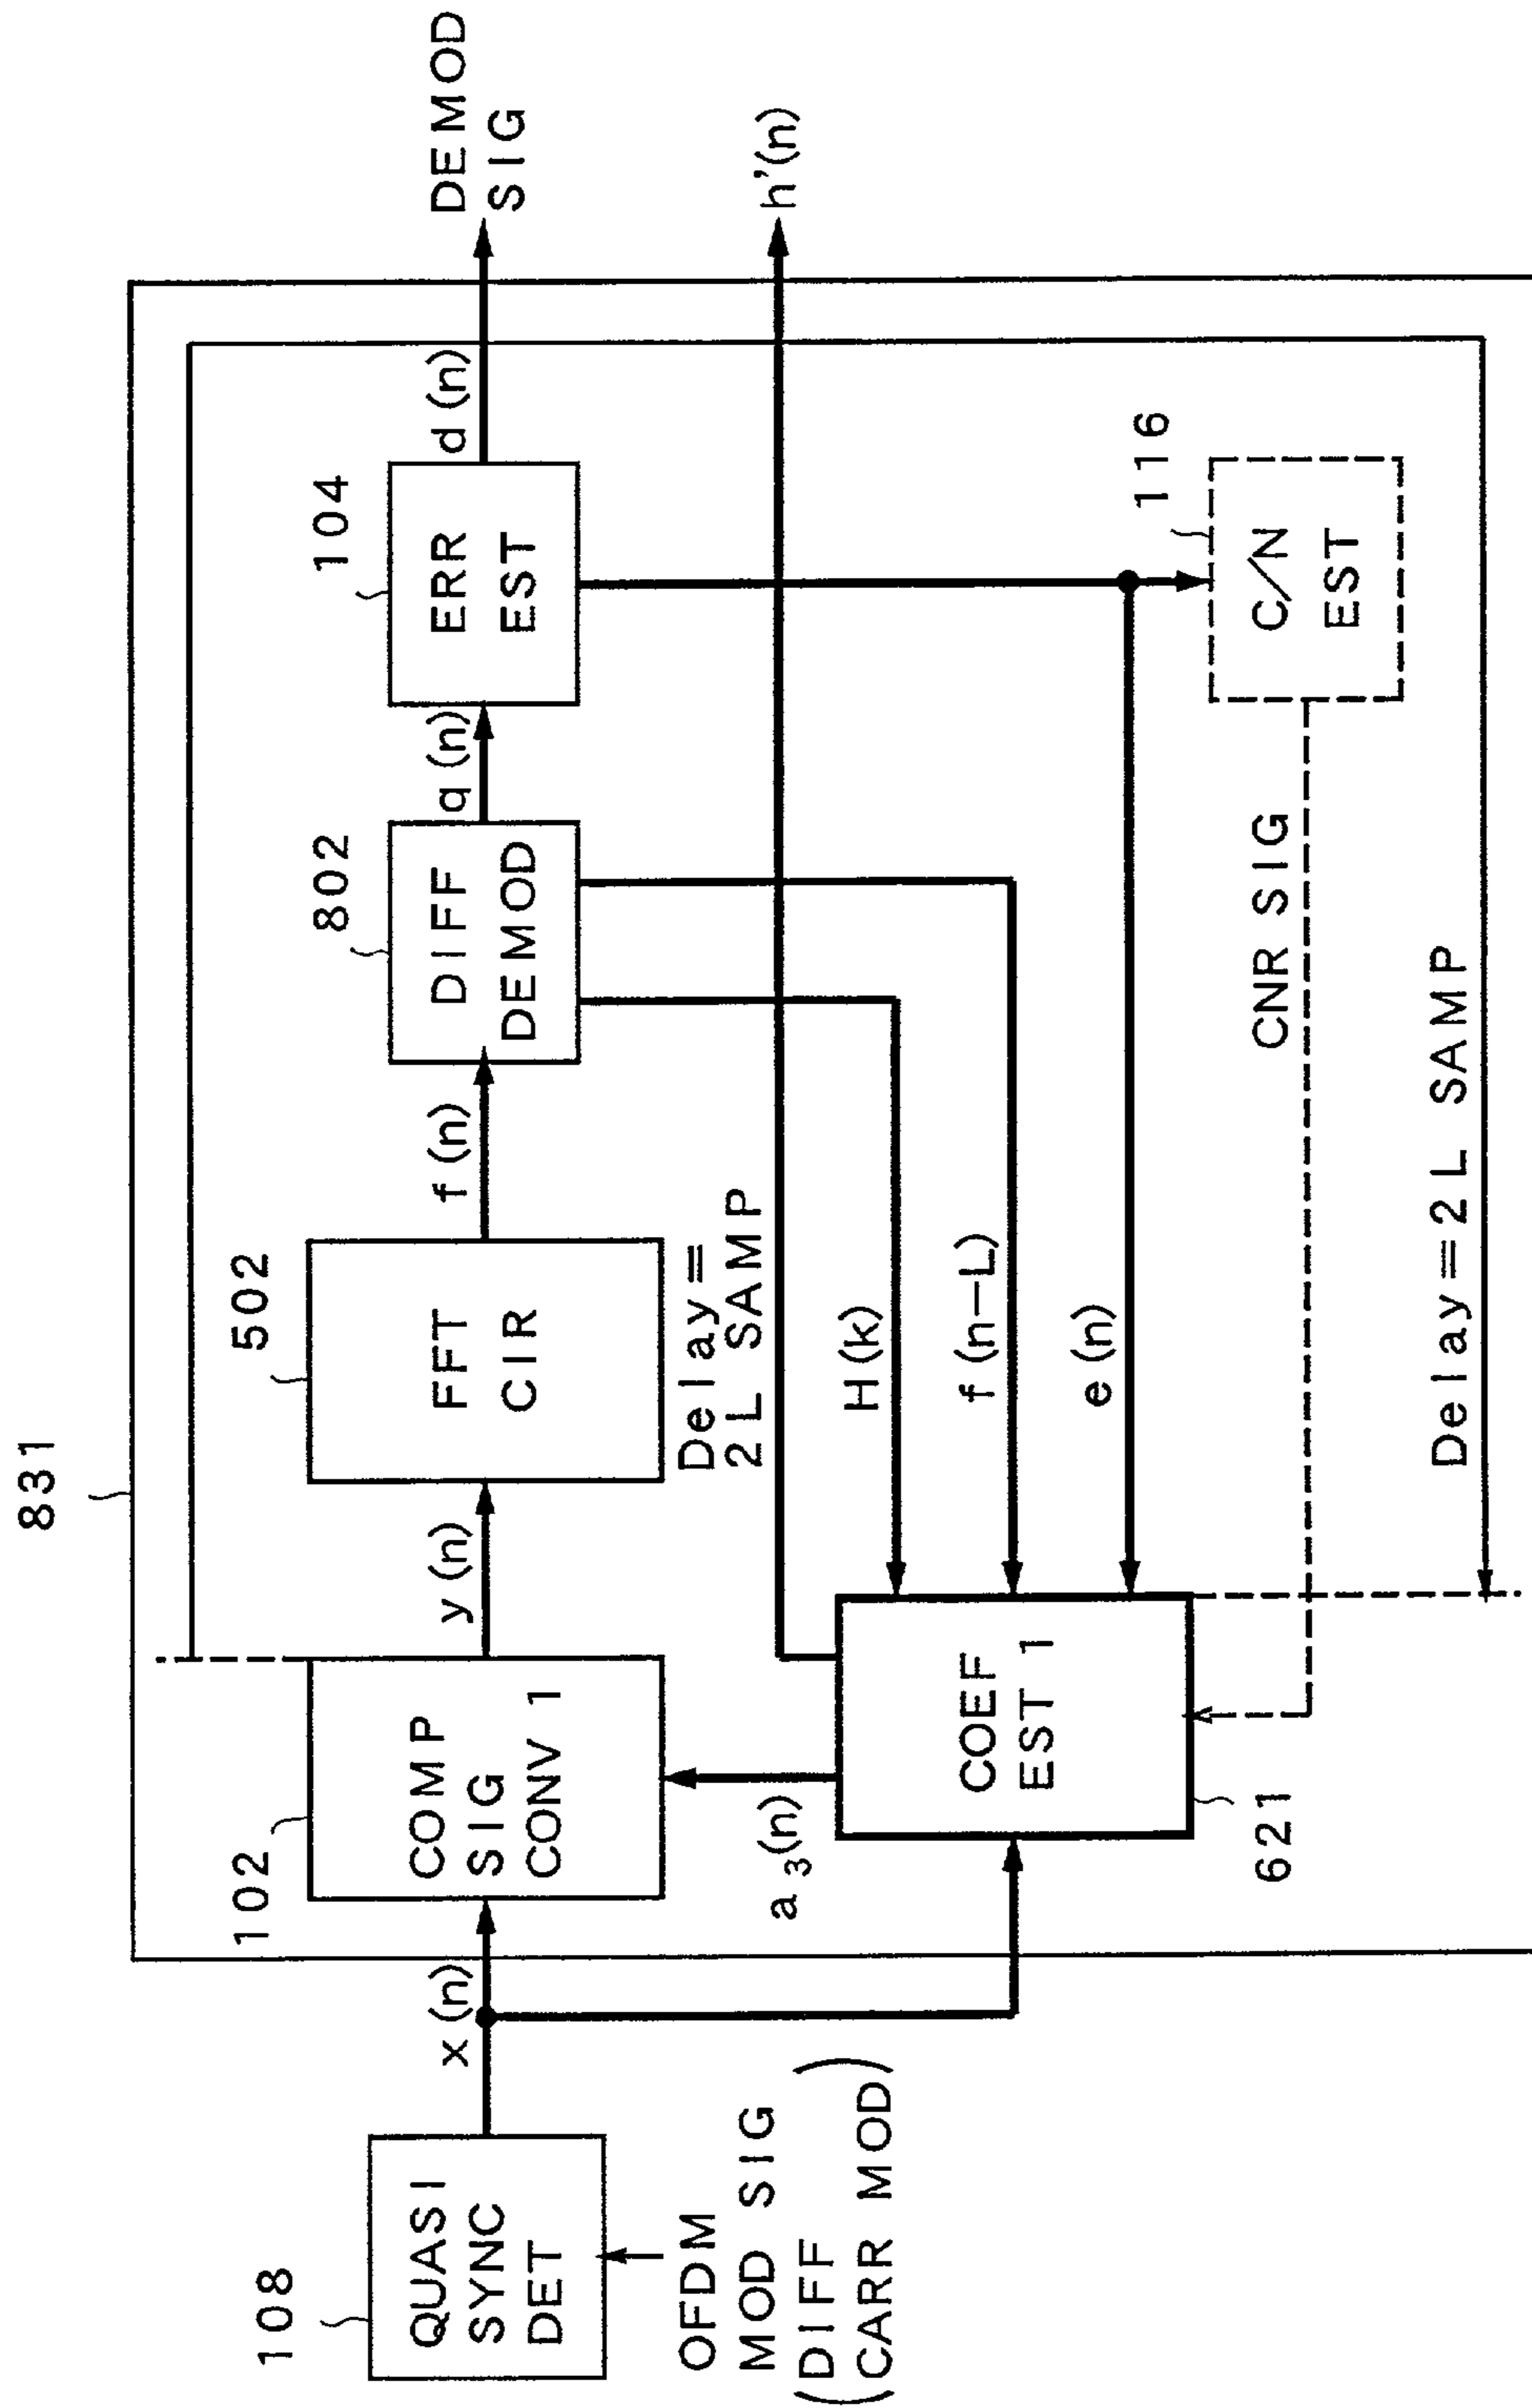 831
108
QUASI
SYNC
DET
OFDM
MOD SIG
(DIFF
CARR MOD)
x(n)
102
COMP
SIG
CONV 1
y(n)
502
FFT
CIR
f(n)
802
DIFF
DEMOD
q(n)
104
ERR
EST
d(n)
DEMOD
SIG
h'(n)
Delay=
2L SAMP
a3(n)
COEF
EST 1
621
H(k)
f(n-L)
e(n)
116
C/N
EST
CNR SIG
Delay=2L SAMP